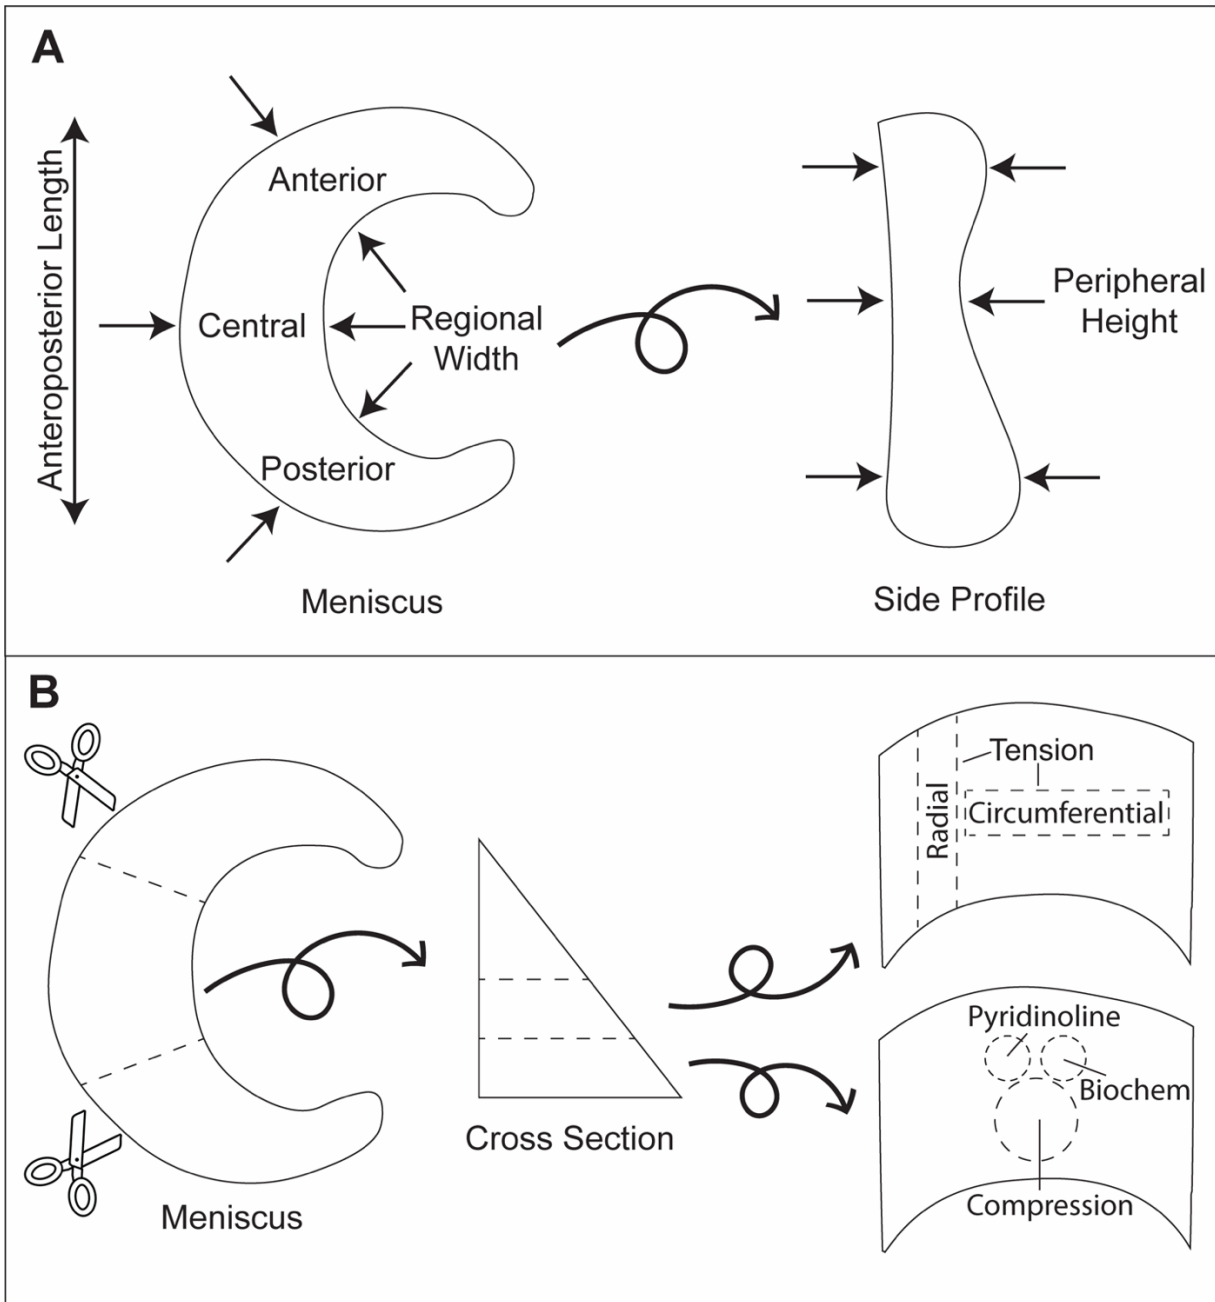 A
Anteroposterior Length
Anterior
Central
Regional
Width
Posterior
Meniscus
Peripheral
Height
Side Profile
B
Meniscus
Cross Section
Tension
Radial
Circumferential
Pyridinoline
Biochem
Compression